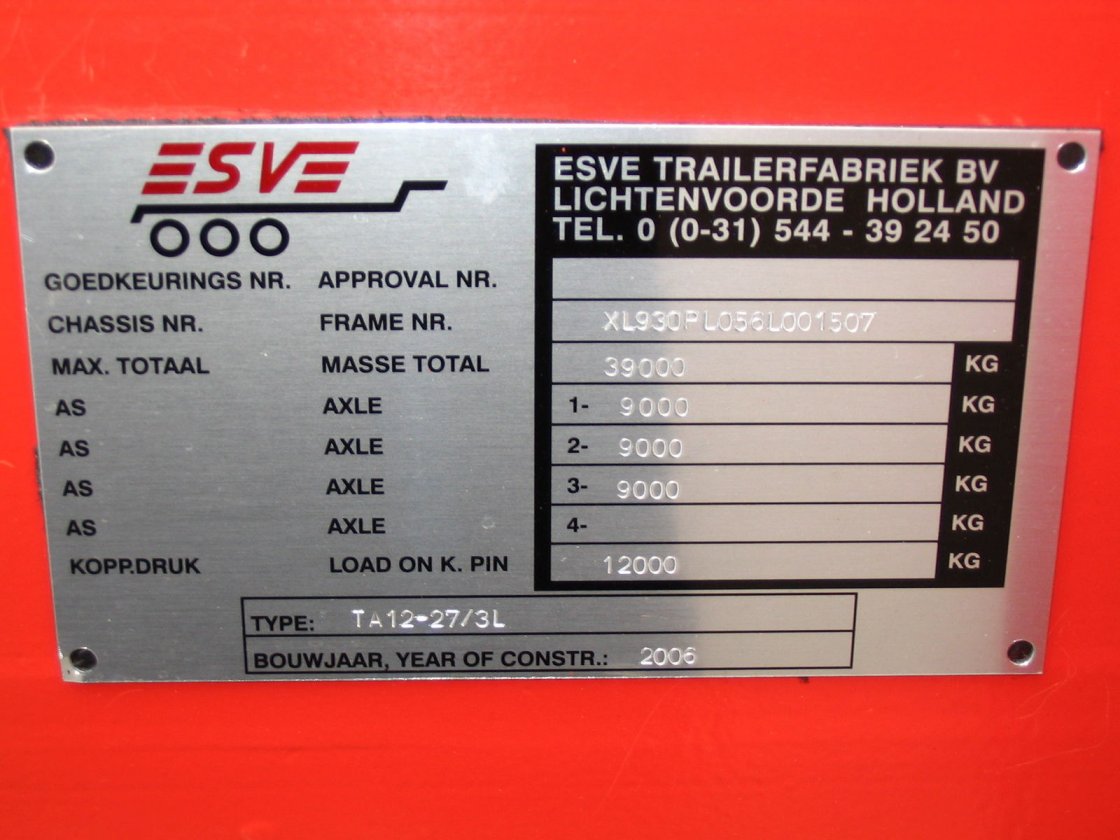 ESVE
ESVE TRAILERFABRIEK BV
LICHTENVOORDE HOLLAND
TEL. 0 (0-31) 544 - 39 24 50
GOEDKEURINGS NR. APPROVAL NR.
CHASSIS NR. FRAME NR. XL930PL056L001507
MAX. TOTAAL MASSE TOTAL 39000 KG
AS AXLE 1- 9000 KG
AS AXLE 2- 9000 KG
AS AXLE 3- 9000 KG
AS AXLE 4- KG
KOPP.DRUK LOAD ON K. PIN 12000 KG
TYPE: TA12-27/3L
BOUWJAAR, YEAR OF CONSTR.: 2006